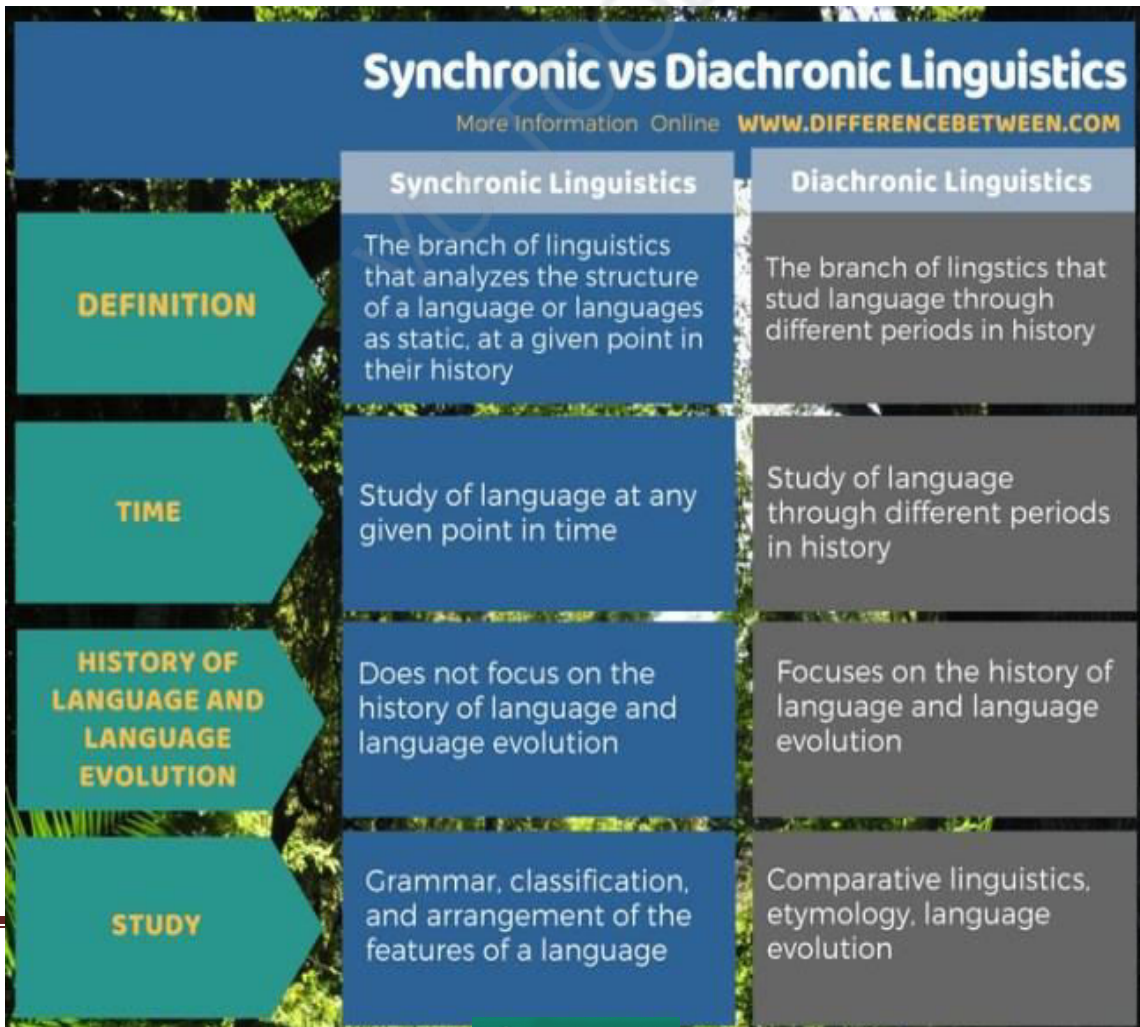 Synchronic vs Diachronic Linguistics
More Information Online WWW.DIFFERENCEBETWEEN.COM
Synchronic Linguistics
Diachronic Linguistics
DEFINITION
The branch of linguistics
that analyzes the structure
of a language or languages
as static, at a given point in
their history
The branch of lingstics that
stud language through
different periods in history
TIME
Study of language at any
given point in time
Study of language
through different periods
in history
HISTORY OF
LANGUAGE AND
LANGUAGE
EVOLUTION
Does not focus on the
history of language and
language evolution
Focuses on the history of
language and language
evolution
STUDY
Grammar, classification,
and arrangement of the
features of a language
Comparative linguistics,
etymology, language
evolution